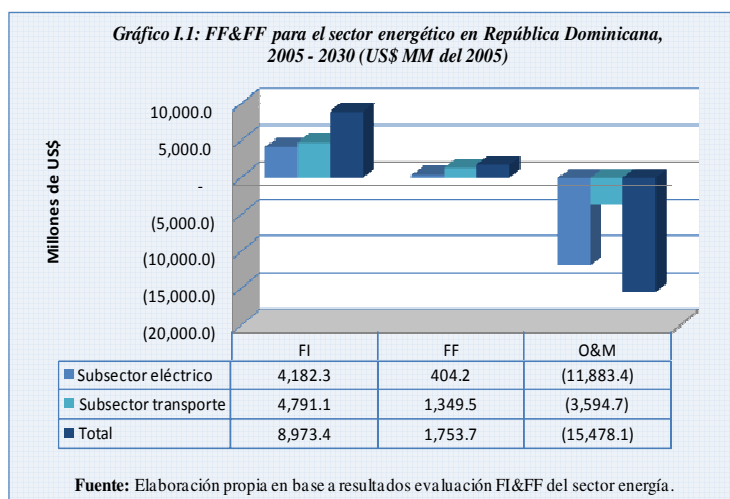 Gráfico I.1: FF&FF para el sector energético en República Dominicana,
2005 - 2030 (US$ MM del 2005)
Millones de US$
10,000.0
5,000.0
-
(5,000.0)
(10,000.0)
(15,000.0)
(20,000.0)
FI FF O&M
Subsector eléctrico 4,182.3 404.2 (11,883.4)
Subsector transporte 4,791.1 1,349.5 (3,594.7)
Total 8,973.4 1,753.7 (15,478.1)
Fuente: Elaboración propia en base a resultados evaluación FI&FF del sector energía.